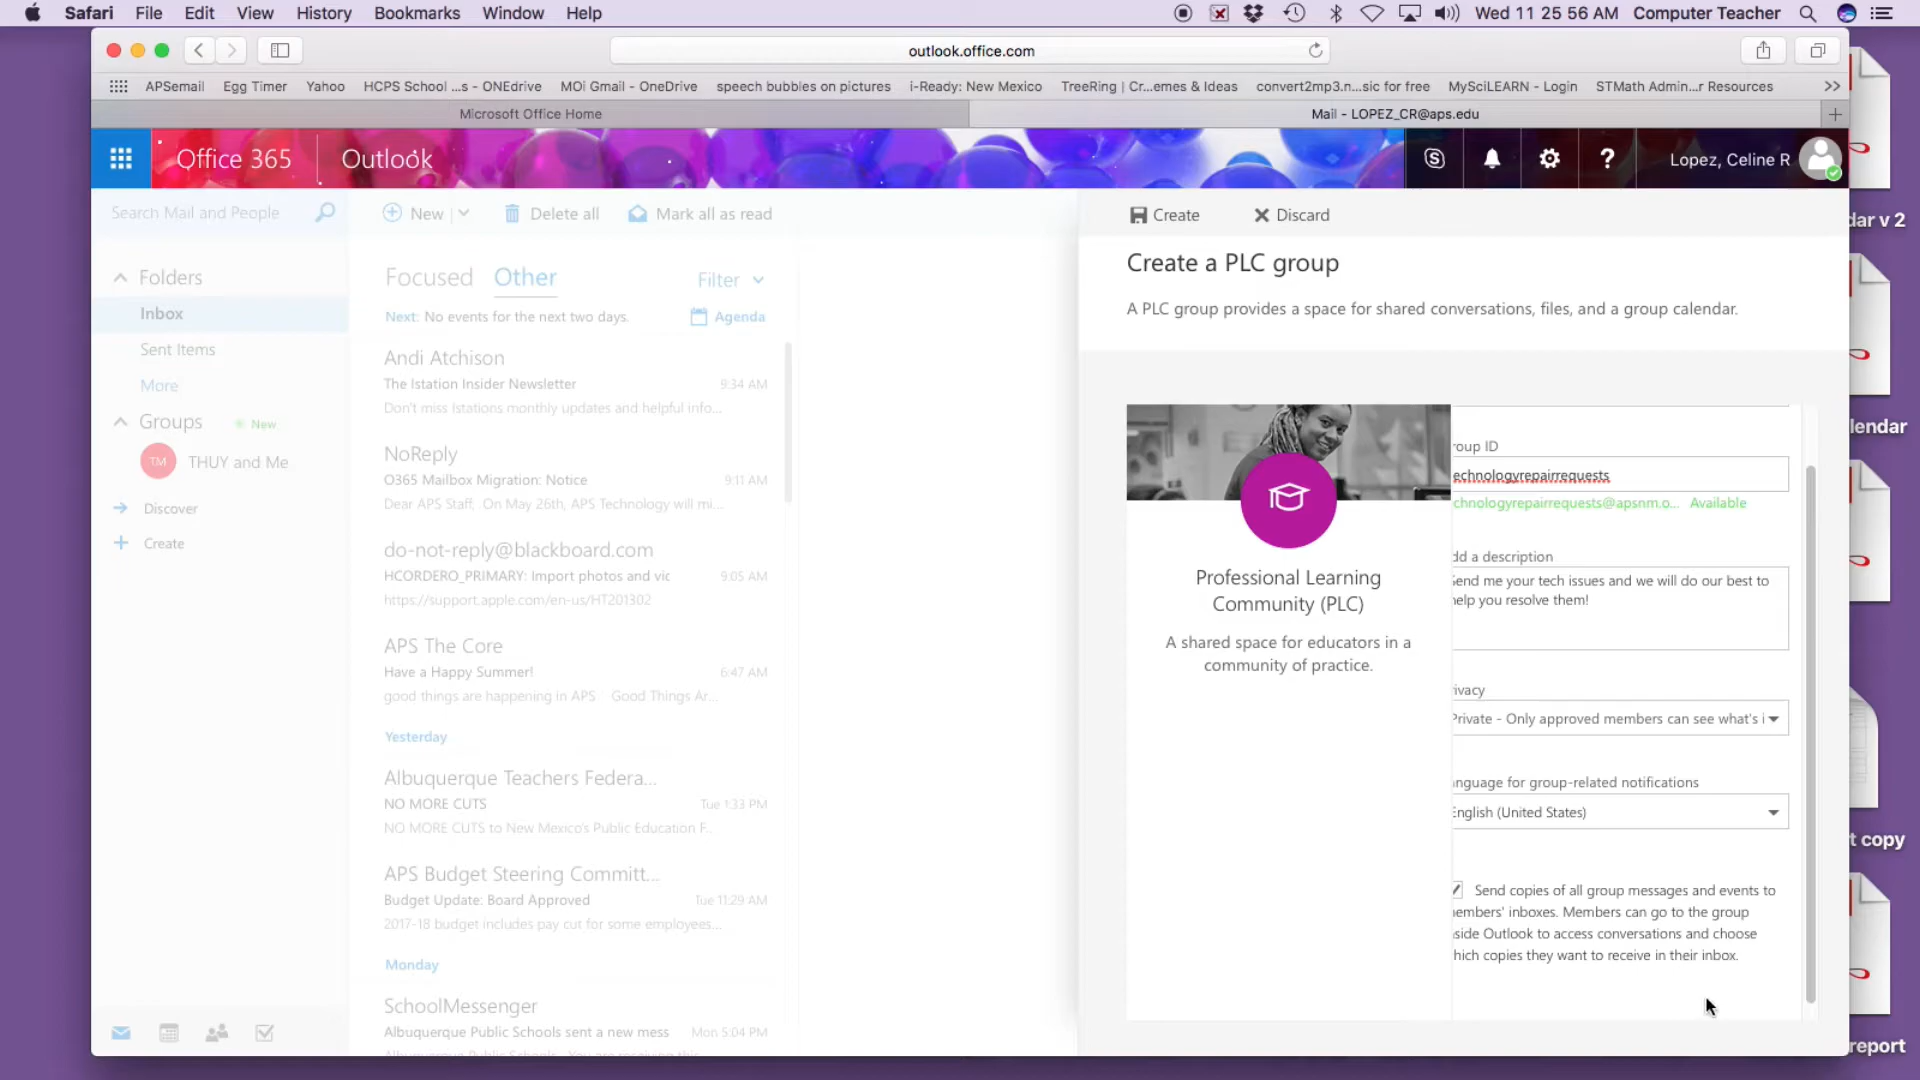 Safari File Edit View History Bookmarks Window Help
Wed 11 25 56 AM Computer Teacher
outlook.office.com
APSemail Egg Timer Yahoo HCPS School ...s - ONEdrive MOi Gmail - OneDrive speech bubbles on pictures i-Ready: New Mexico TreeRing | Cr...emes & Ideas convert2mp3.n...sic for free MySciLEARN - Login STMath Admin...r Resources
Microsoft Office Home
Mail - LOPEZ_CR@aps.edu
Office 365 Outlook
Lopez, Celine R
Search Mail and People
New Delete all Mark all as read
Create Discard
Folders
Inbox
Sent Items
More
Groups New
TM THUY and Me
Discover
Create
Focused Other Filter
Next: No events for the next two days. Agenda
Andi Atchison
The Istation Insider Newsletter 9:34 AM
Don't miss Istations monthly updates and helpful info...
NoReply
O365 Mailbox Migration: Notice 9:11 AM
Dear APS Staff, On May 26th, APS Technology will mi...
do-not-reply@blackboard.com
HCORDERO_PRIMARY: Import photos and vic 9:05 AM
https://support.apple.com/en-us/HT201302
APS The Core
Have a Happy Summer! 6:47 AM
good things are happening in APS Good Things Ar...
Yesterday
Albuquerque Teachers Federa...
NO MORE CUTS Tue 1:33 PM
NO MORE CUTS to New Mexico's Public Education F...
APS Budget Steering Committ...
Budget Update: Board Approved Tue 11:29 AM
2017-18 budget includes pay cut for some employees...
Monday
SchoolMessenger
Albuquerque Public Schools sent a new mess Mon 5:04 PM
Create a PLC group
A PLC group provides a space for shared conversations, files, and a group calendar.
Professional Learning
Community (PLC)
A shared space for educators in a
community of practice.
roup ID
echnologyrepairrequests
chnologyrepairrequests@apsnm.o... Available
dd a description
Send me your tech issues and we will do our best to
help you resolve them!
ivacy
Private - Only approved members can see what's i
nguage for group-related notifications
English (United States)
Send copies of all group messages and events to
embers' inboxes. Members can go to the group
side Outlook to access conversations and choose
hich copies they want to receive in their inbox.
dar v 2
lendar
t copy
report